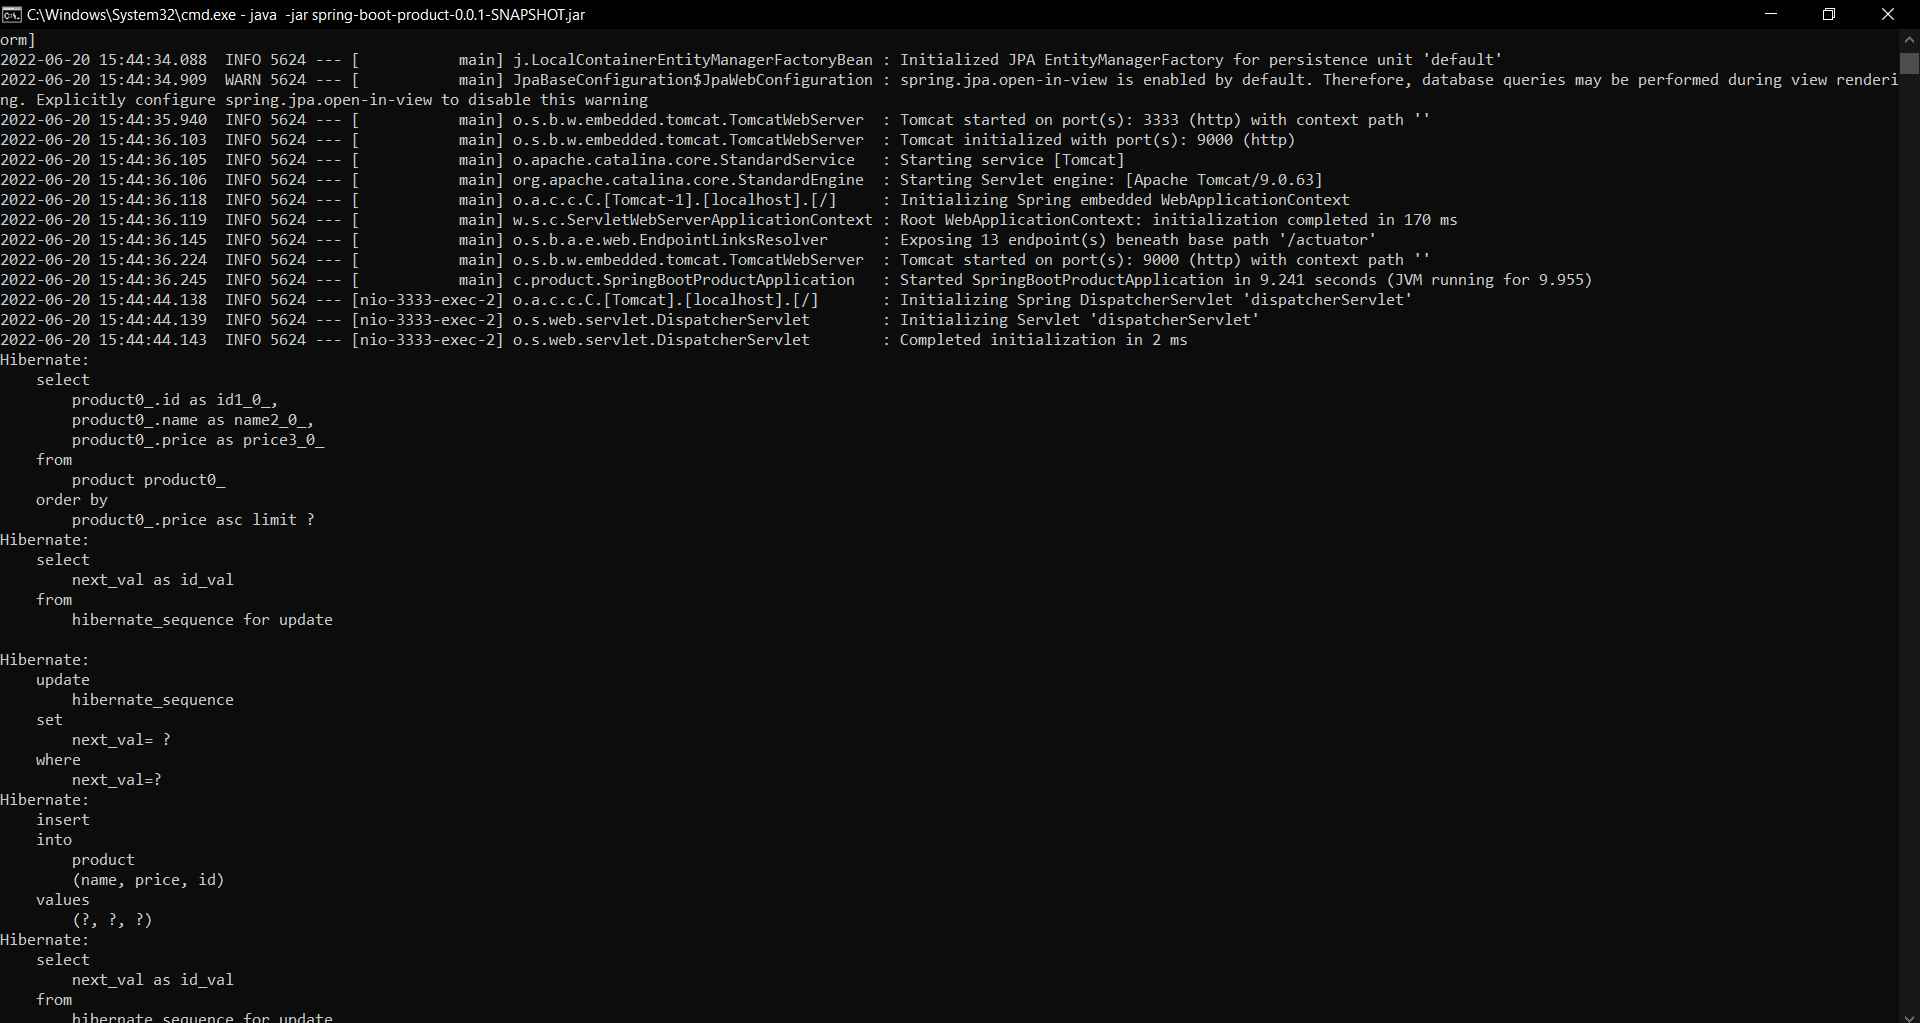 C:\Windows\System32\cmd.exe - java  -jar spring-boot-product-0.0.1-SNAPSHOT.jar
orm]
2022-06-20 15:44:34.088  INFO 5624 --- [           main] j.LocalContainerEntityManagerFactoryBean : Initialized JPA EntityManagerFactory for persistence unit 'default'
2022-06-20 15:44:34.909  WARN 5624 --- [           main] JpaBaseConfiguration$JpaWebConfiguration : spring.jpa.open-in-view is enabled by default. Therefore, database queries may be performed during view renderi
ng. Explicitly configure spring.jpa.open-in-view to disable this warning
2022-06-20 15:44:35.940  INFO 5624 --- [           main] o.s.b.w.embedded.tomcat.TomcatWebServer  : Tomcat started on port(s): 3333 (http) with context path ''
2022-06-20 15:44:36.103  INFO 5624 --- [           main] o.s.b.w.embedded.tomcat.TomcatWebServer  : Tomcat initialized with port(s): 9000 (http)
2022-06-20 15:44:36.105  INFO 5624 --- [           main] o.apache.catalina.core.StandardService   : Starting service [Tomcat]
2022-06-20 15:44:36.106  INFO 5624 --- [           main] org.apache.catalina.core.StandardEngine  : Starting Servlet engine: [Apache Tomcat/9.0.63]
2022-06-20 15:44:36.118  INFO 5624 --- [           main] o.a.c.c.C.[Tomcat-1].[localhost].[/]     : Initializing Spring embedded WebApplicationContext
2022-06-20 15:44:36.119  INFO 5624 --- [           main] w.s.c.ServletWebServerApplicationContext : Root WebApplicationContext: initialization completed in 170 ms
2022-06-20 15:44:36.145  INFO 5624 --- [           main] o.s.b.a.e.web.EndpointLinksResolver      : Exposing 13 endpoint(s) beneath base path '/actuator'
2022-06-20 15:44:36.224  INFO 5624 --- [           main] o.s.b.w.embedded.tomcat.TomcatWebServer  : Tomcat started on port(s): 9000 (http) with context path ''
2022-06-20 15:44:36.245  INFO 5624 --- [           main] c.product.SpringBootProductApplication   : Started SpringBootProductApplication in 9.241 seconds (JVM running for 9.955)
2022-06-20 15:44:44.138  INFO 5624 --- [nio-3333-exec-2] o.a.c.c.C.[Tomcat].[localhost].[/]       : Initializing Spring DispatcherServlet 'dispatcherServlet'
2022-06-20 15:44:44.139  INFO 5624 --- [nio-3333-exec-2] o.s.web.servlet.DispatcherServlet        : Initializing Servlet 'dispatcherServlet'
2022-06-20 15:44:44.143  INFO 5624 --- [nio-3333-exec-2] o.s.web.servlet.DispatcherServlet        : Completed initialization in 2 ms
Hibernate:
    select
        product0_.id as id1_0_,
        product0_.name as name2_0_,
        product0_.price as price3_0_
    from
        product product0_
    order by
        product0_.price asc limit ?
Hibernate:
    select
        next_val as id_val
    from
        hibernate_sequence for update

Hibernate:
    update
        hibernate_sequence
    set
        next_val= ?
    where
        next_val=?
Hibernate:
    insert
    into
        product
        (name, price, id)
    values
        (?, ?, ?)
Hibernate:
    select
        next_val as id_val
    from
        hibernate_sequence for update